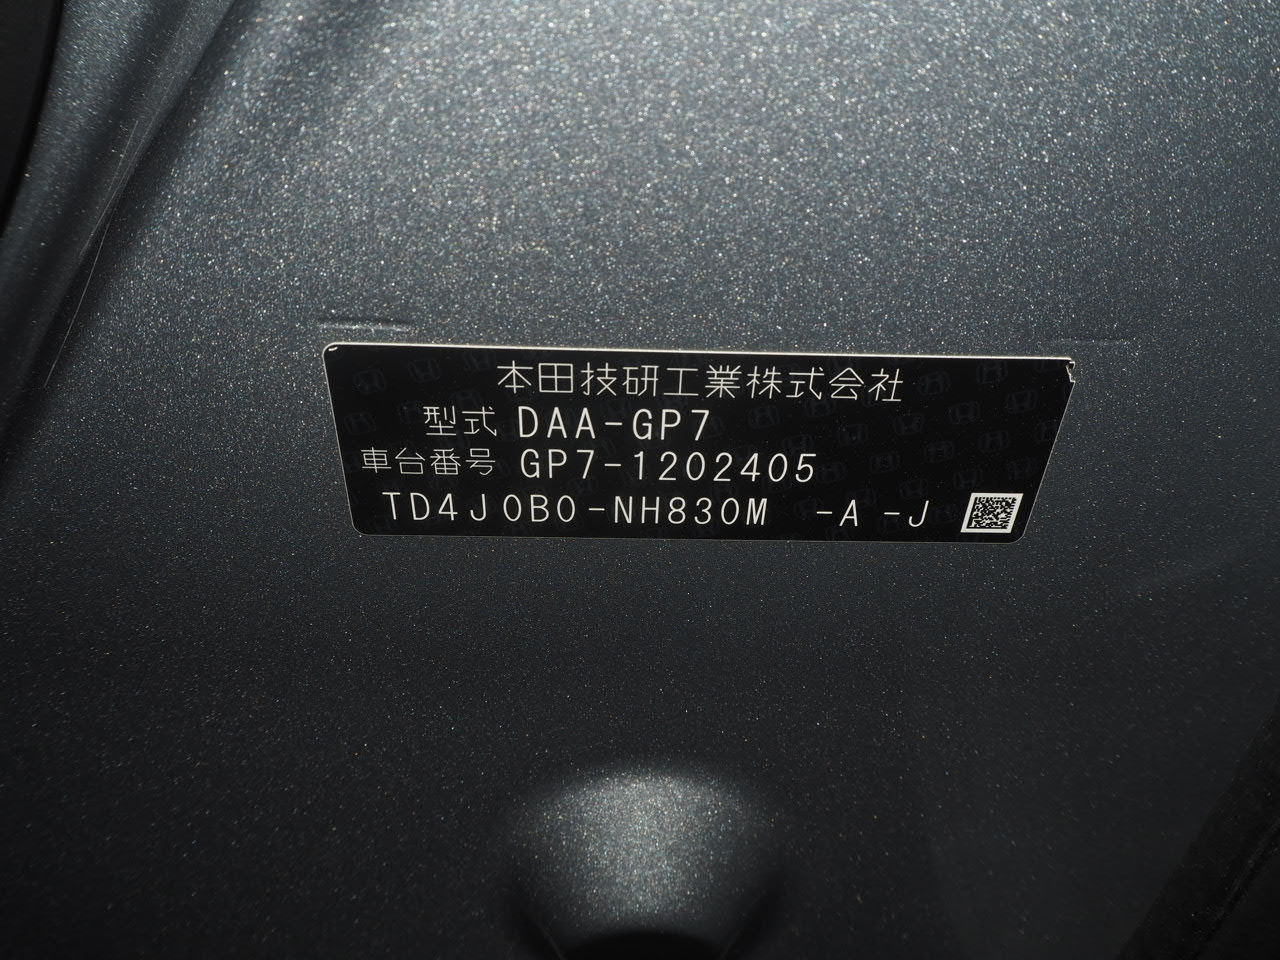 本田技研工業株式会社
型式 DAA-GP7
車台番号 GP7-1202405
TD4J0B0-NH830M -A -J